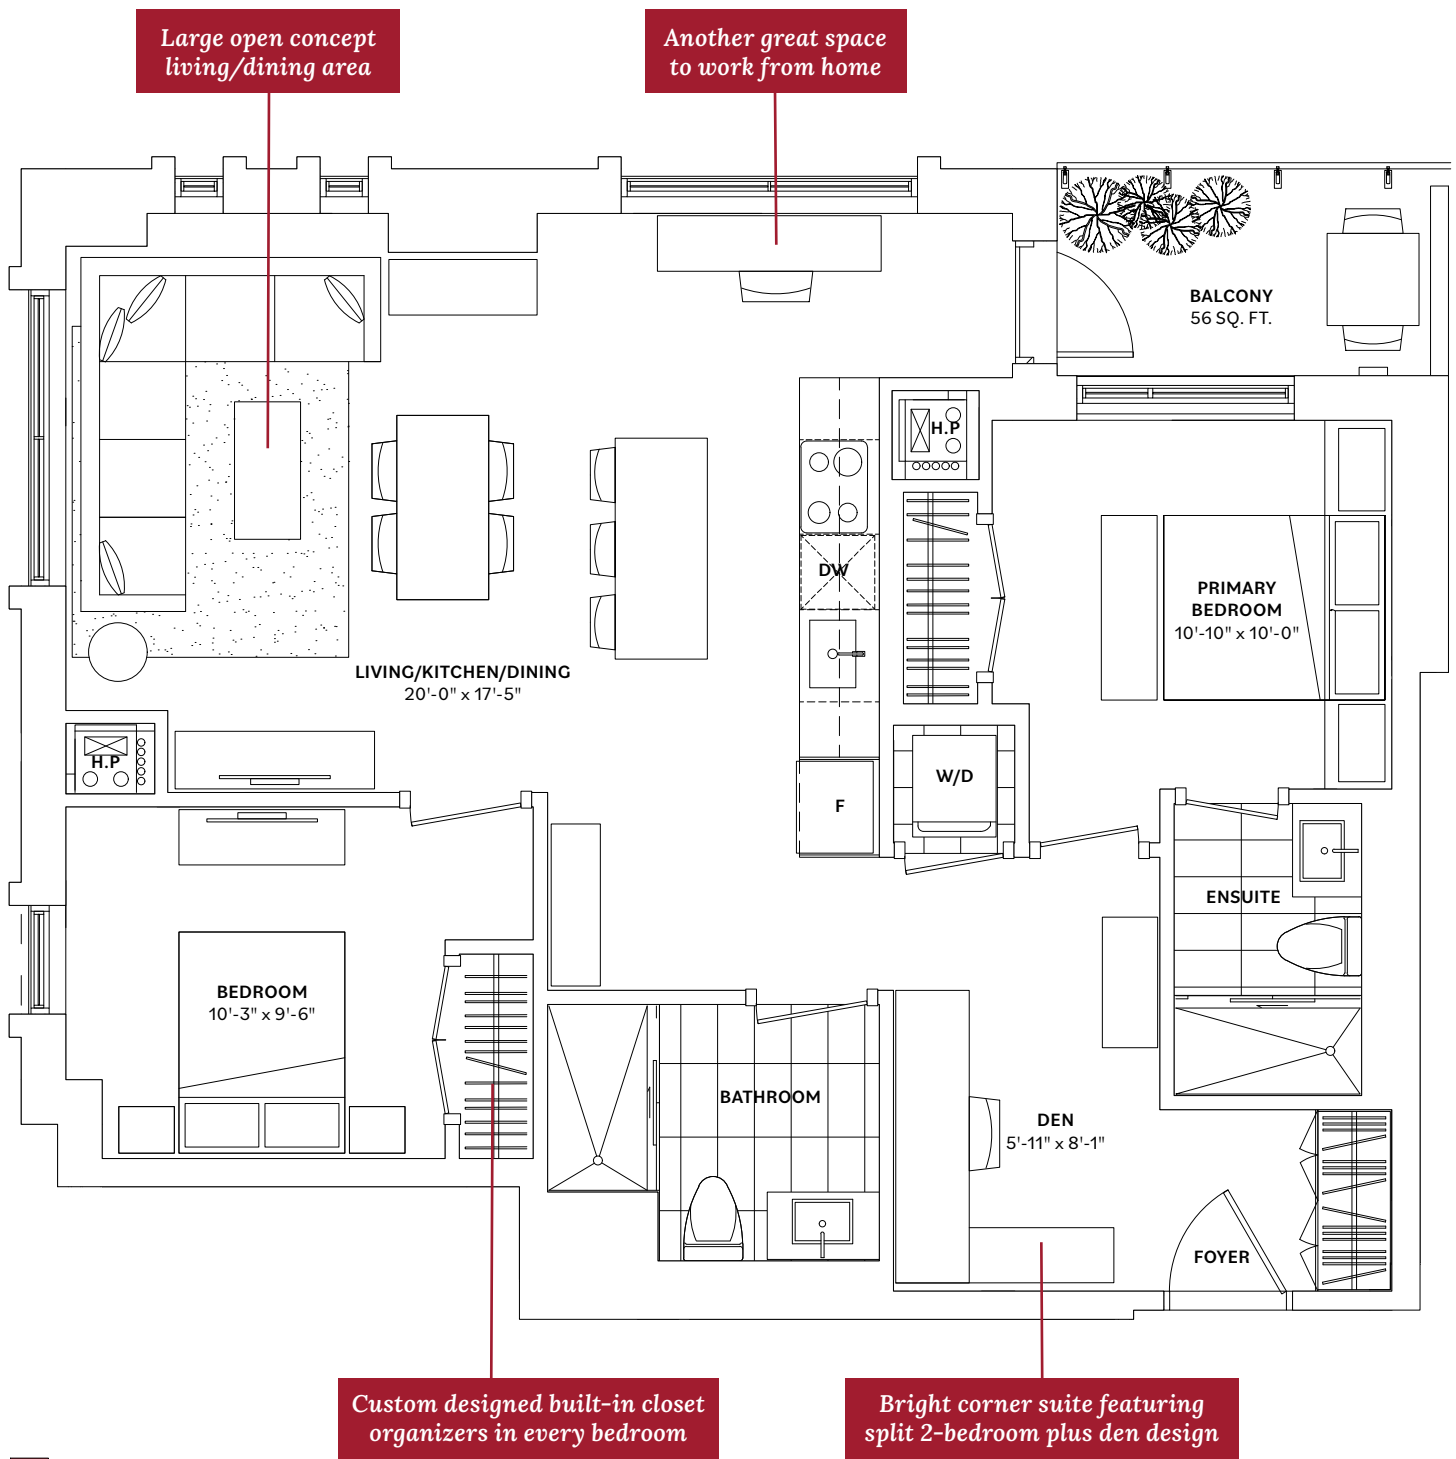 Large open concept
living/dining area
Another great space
to work from home
BALCONY
56 SQ. FT.
H.P
DW
PRIMARY
BEDROOM
10'-10" x 10'-0"
LIVING/KITCHEN/DINING
20'-0" x 17'-5"
H.P
W/D
F
ENSUITE
BEDROOM
10'-3" x 9'-6"
BATHROOM
DEN
5'-11" x 8'-1"
FOYER
Custom designed built-in closet
organizers in every bedroom
Bright corner suite featuring
split 2-bedroom plus den design